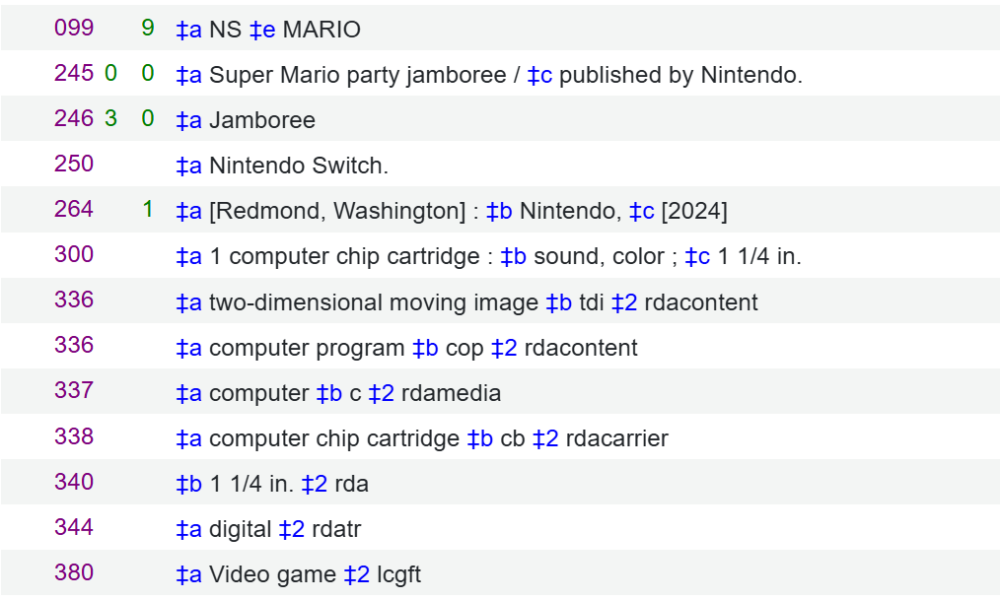 099 9 ‡a NS ‡e MARIO
245 0 0 ‡a Super Mario party jamboree / ‡c published by Nintendo.
246 3 0 ‡a Jamboree
250 ‡a Nintendo Switch.
264 1 ‡a [Redmond, Washington] : ‡b Nintendo, ‡c [2024]
300 ‡a 1 computer chip cartridge : ‡b sound, color ; ‡c 1 1/4 in.
336 ‡a two-dimensional moving image ‡b tdi ‡2 rdacontent
336 ‡a computer program ‡b cop ‡2 rdacontent
337 ‡a computer ‡b c ‡2 rdamedia
338 ‡a computer chip cartridge ‡b cb ‡2 rdacarrier
340 ‡b 1 1/4 in. ‡2 rda
344 ‡a digital ‡2 rdatr
380 ‡a Video game ‡2 lcgft